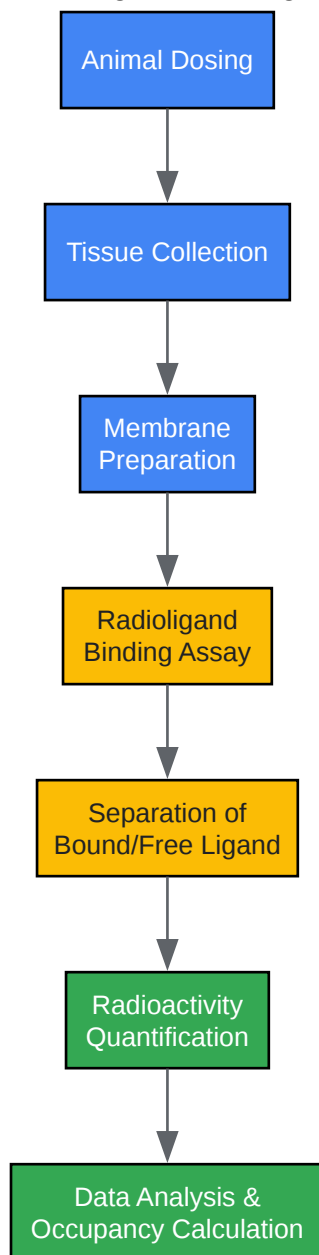 Animal Dosing
Tissue Collection
Membrane
Preparation
Radioligand
Binding Assay
Separation of
Bound/Free Ligand
Radioactivity
Quantification
Data Analysis &
Occupancy Calculation